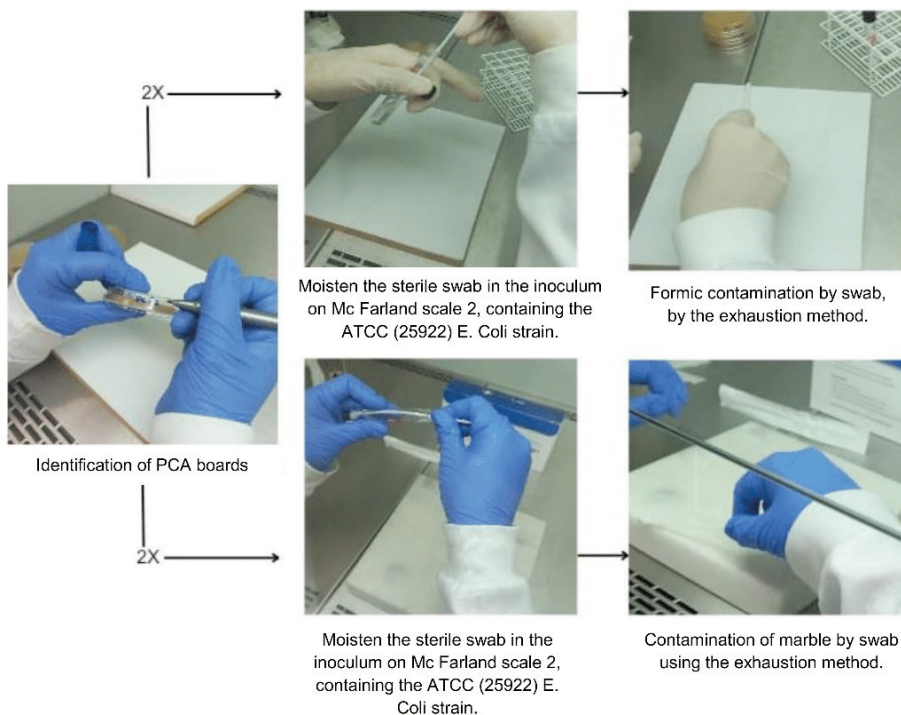 2X
Moisten the sterile swab in the inoculum
on Mc Farland scale 2, containing the
ATCC (25922) E. Coli strain.
Formic contamination by swab,
by the exhaustion method.
Identification of PCA boards
2X
Moisten the sterile swab in the
inoculum on Mc Farland scale 2,
containing the ATCC (25922) E.
Coli strain.
Contamination of marble by swab
using the exhaustion method.